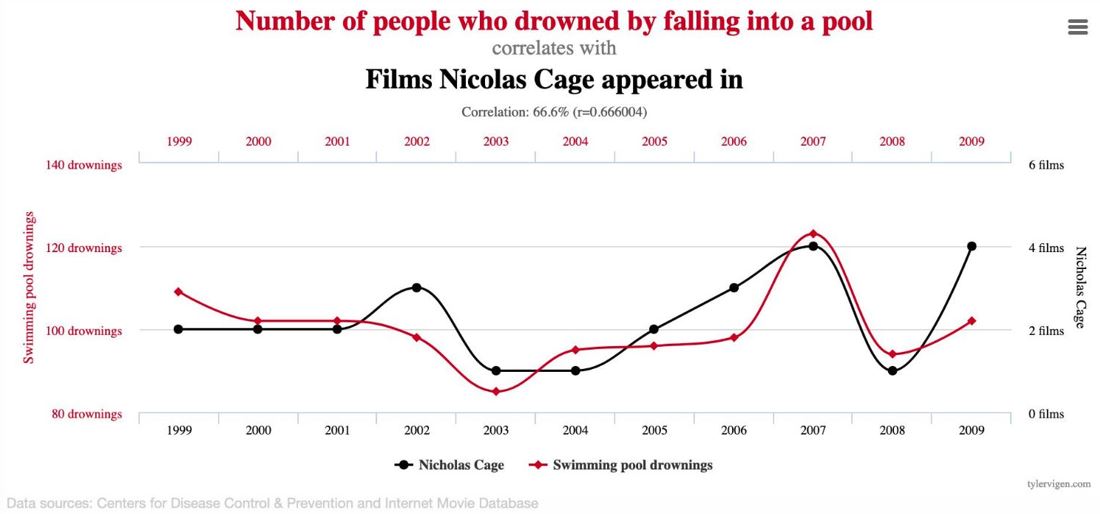 Number of people who drowned by falling into a pool
correlates with
Films Nicolas Cage appeared in
Correlation: 66.6% (r=0.666004)
1999 2000 2001 2002 2003 2004 2005 2006 2007 2008 2009
140 drownings 6 films
120 drownings 4 films
100 drownings 2 films
80 drownings 0 films
Swimming pool drownings
Nicholas Cage
1999 2000 2001 2002 2003 2004 2005 2006 2007 2008 2009
Nicholas Cage Swimming pool drownings
tylervigen.com
Data sources: Centers for Disease Control & Prevention and Internet Movie Database